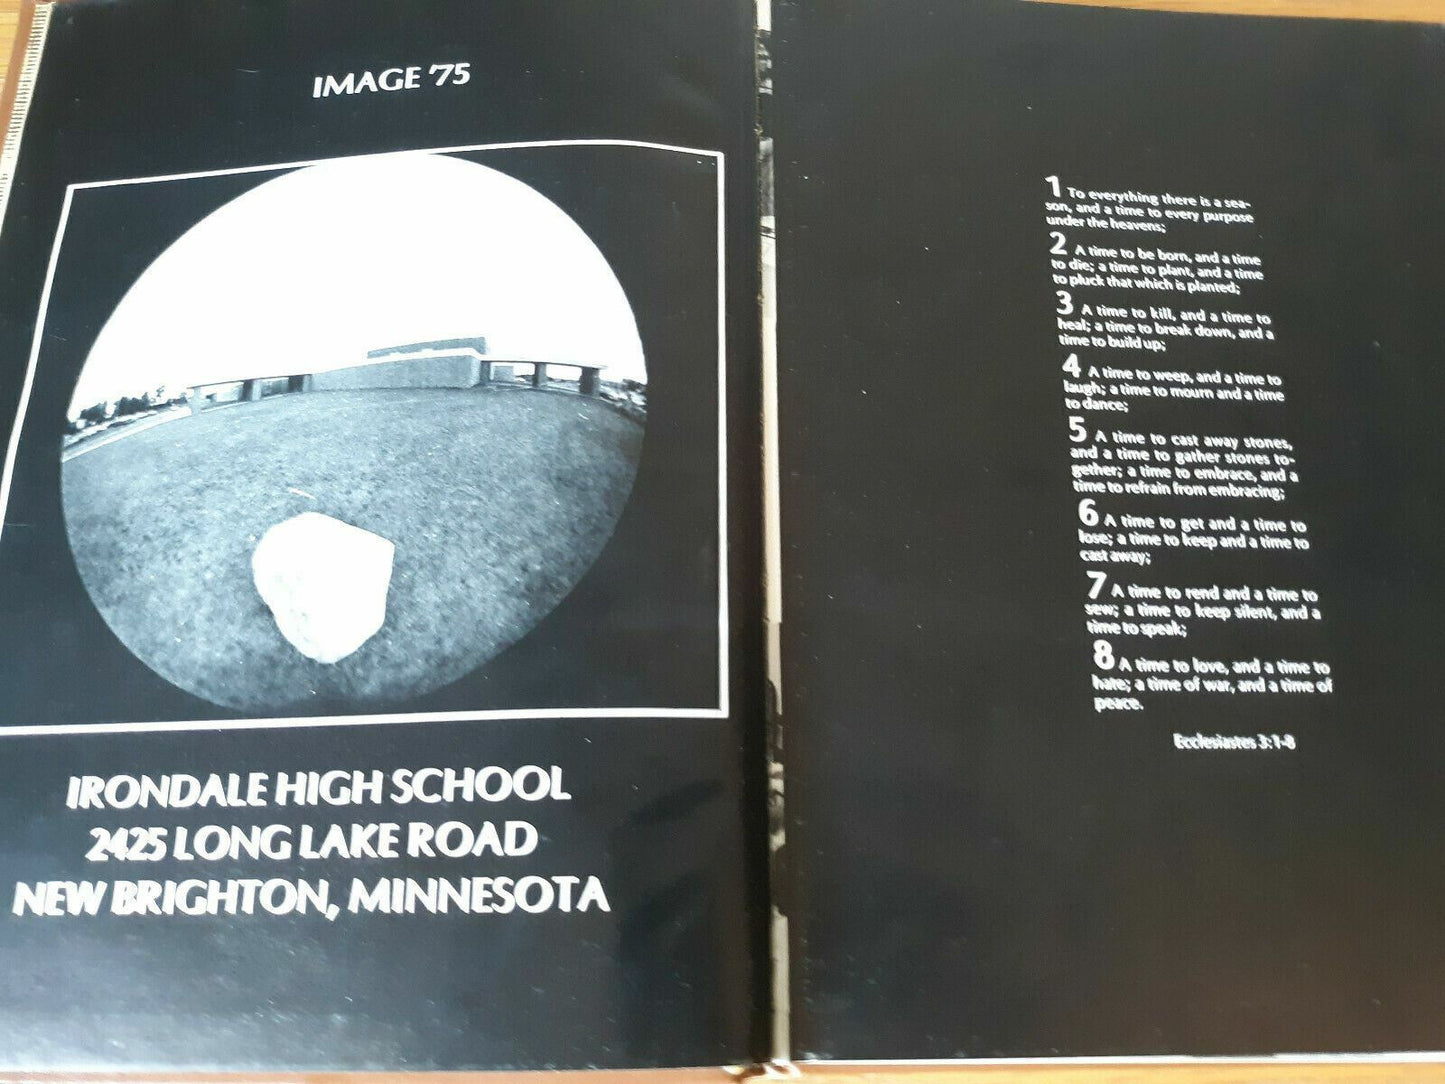 IMAGE '75
IRONDALE HIGH SCHOOL
2425 LONG LAKE ROAD
NEW BRIGHTON, MINNESOTA
1 To everything there is a sea-
son, and a time to every purpose
under the heavens;
2 A time to be born, and a time
to die; a time to plant, and a time
to pluck that which is planted;
3 A time to kill, and a time to
heal; a time to break down, and a
time to build up;
4 A time to weep, and a time to
laugh; a time to mourn and a time
to dance;
5 A time to cast away stones,
and a time to gather stones to-
gether; a time to embrace, and a
time to refrain from embracing;
6 A time to get and a time to
lose; a time to keep and a time to
cast away;
7 A time to rend and a time to
sew; a time to keep silent, and a
time to speak;
8 A time to love, and a time to
hate; a time of war, and a time of
peace.
Ecclesiastes 3:1-8